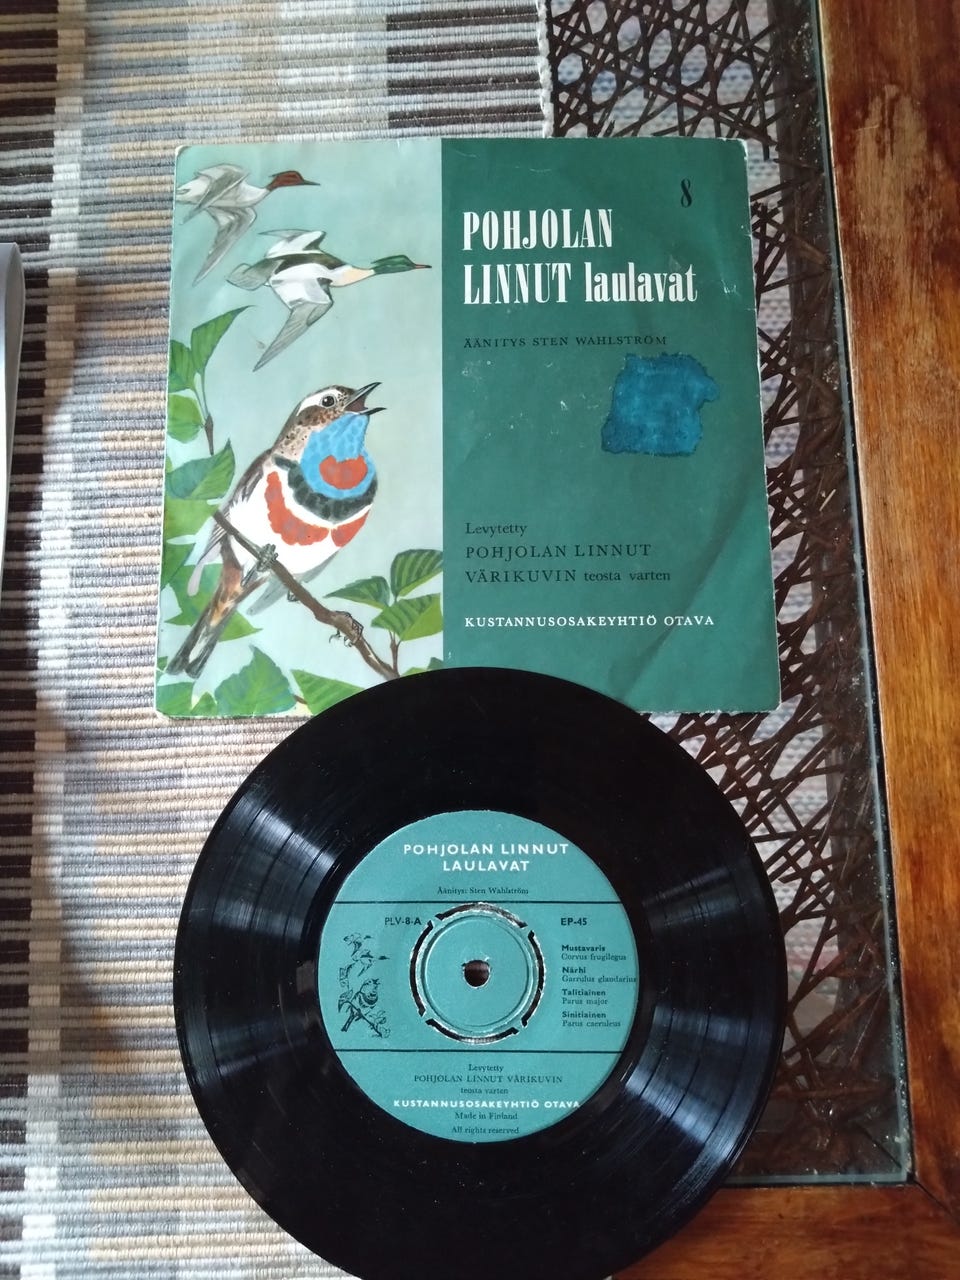 8
POHJOLAN
LINNUT laulavat
ÄÄNITYS STEN WAHLSTRÖM
Levytetty
POHJOLAN LINNUT
VÄRIKUVIN teosta varten
KUSTANNUSOSAKEYHTIÖ OTAVA
POHJOLAN LINNUT
LAULAVAT
Äänitys: Sten Wahlström
PLV-8-A
EP-45
Mustavaris
Corvus frugilegus
Närhi
Garrulus glandarius
Talitiainen
Parus major
Sinitiainen
Parus caeruleus
Levytetty
POHJOLAN LINNUT VÄRIKUVIN
teosta varten
KUSTANNUSOSAKEYHTIÖ OTAVA
Made in Finland
All rights reserved